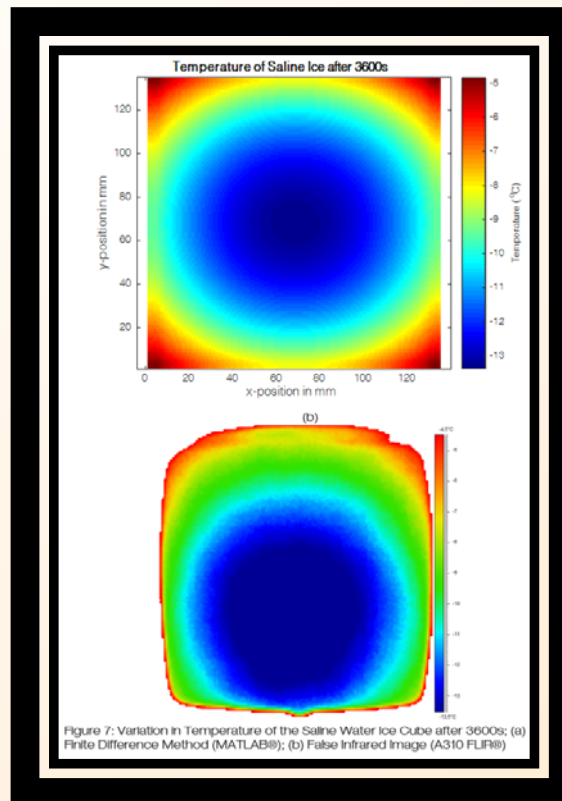 Temperature of Saline Ice after 3600s
120
100
80
60
40
20
y-position in mm
0 20 40 60 80 100 120
x-position in mm
-5
-6
-7
-8
-9
-10
-11
-12
-13
Temperature (°C)
(b)
-10
-11
-12
Figure 7: Variation in Temperature of the Saline Water Ice Cube after 3600s; (a)
Finite Difference Method (MATLAB®); (b) False Infrared Image (A310 FLIR®)